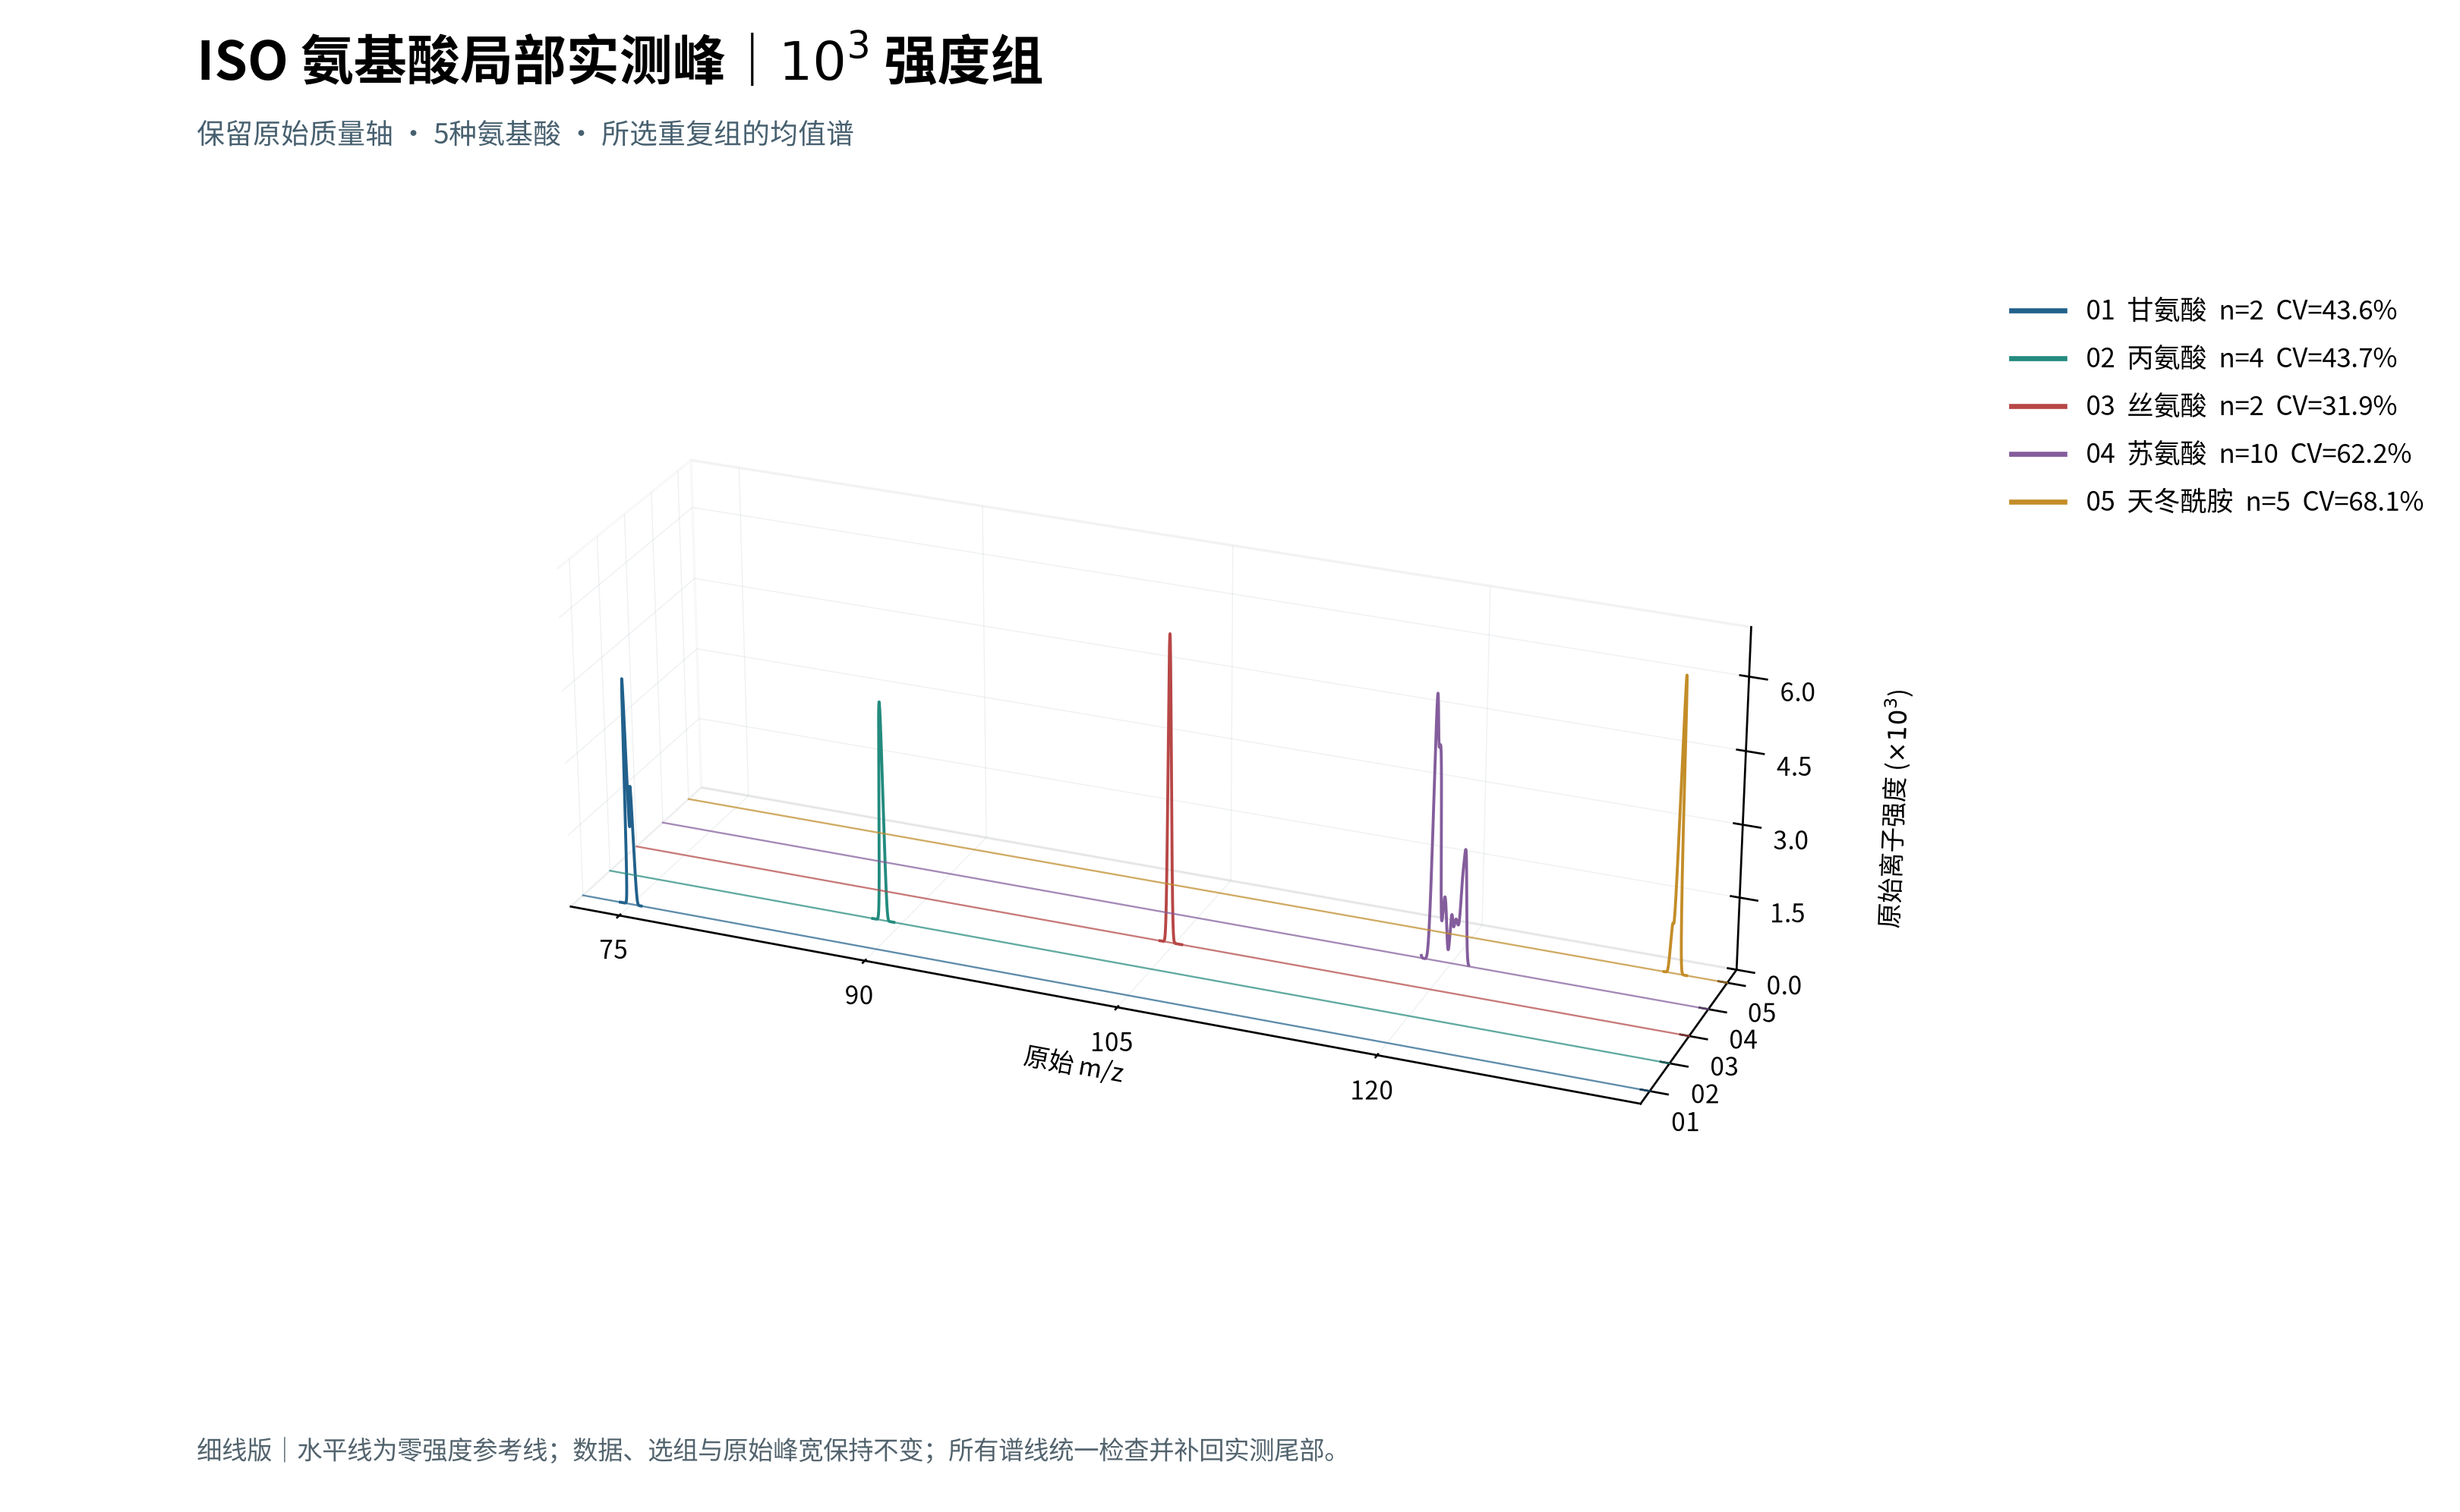 ISO 氨基酸局部实测峰｜10³ 强度组
保留原始质量轴 · 5种氨基酸 · 所选重复组的均值谱
01 甘氨酸 n=2 CV=43.6%
02 丙氨酸 n=4 CV=43.7%
03 丝氨酸 n=2 CV=31.9%
04 苏氨酸 n=10 CV=62.2%
05 天冬酰胺 n=5 CV=68.1%
6.0
4.5
3.0
1.5
0.0
原始离子强度 (×10³)
05
04
03
02
01
75
90
105
120
原始 m/z
细线版｜水平线为零强度参考线；数据、选组与原始峰宽保持不变；所有谱线统一检查并补回实测尾部。